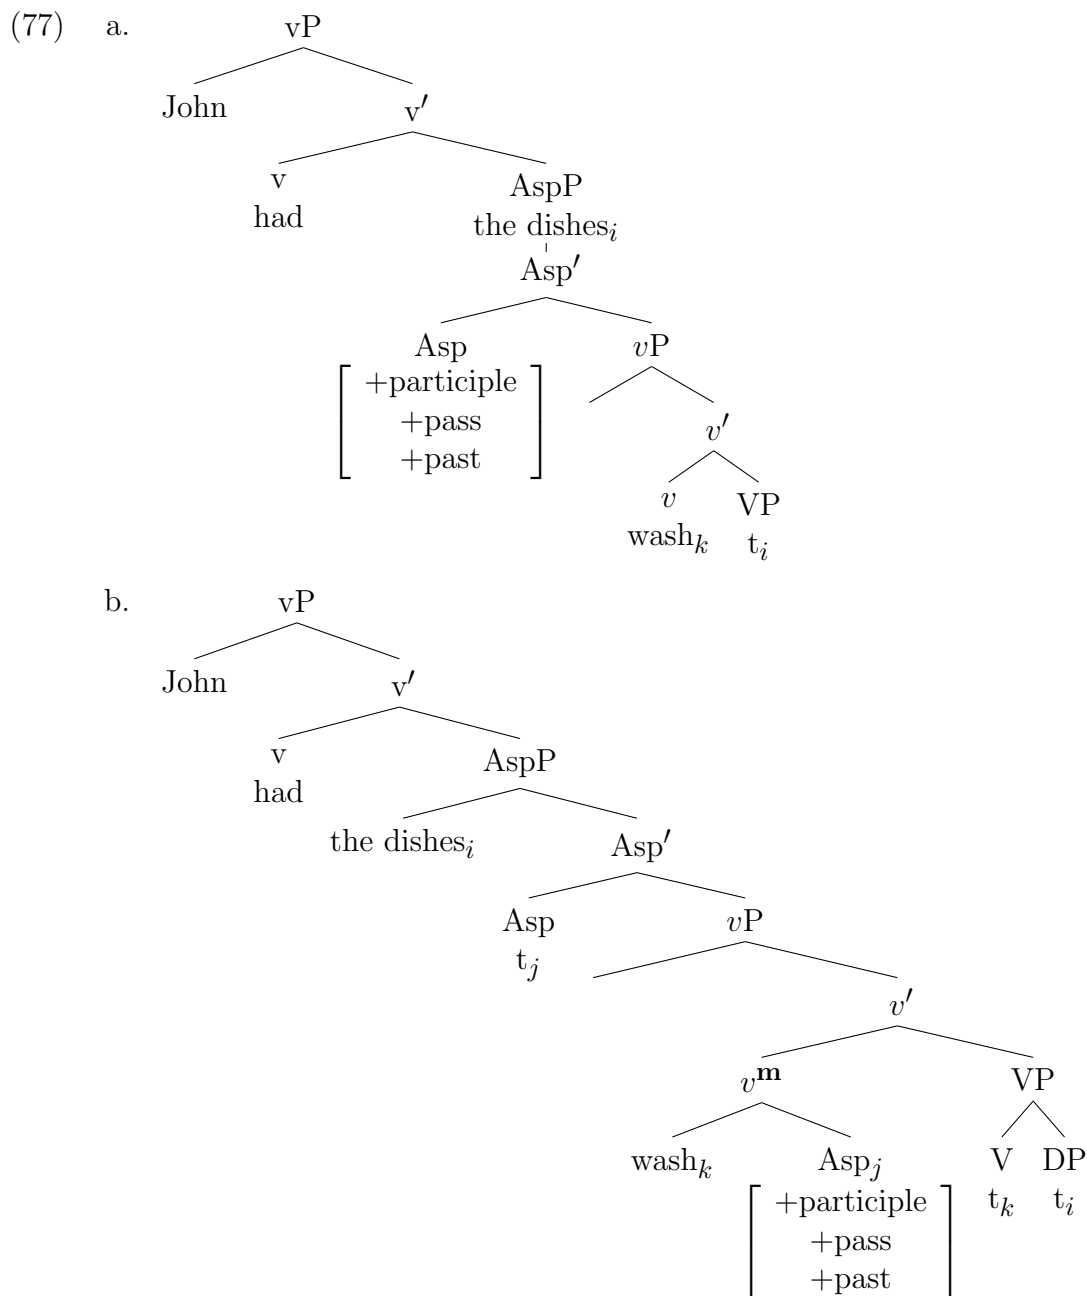 (77) a. vP
John v′
v AspP
had the dishes_i
Asp′
Asp vP
+participle
+pass v′
+past
v VP
wash_k t_i
b. vP
John v′
v AspP
had
the dishes_i Asp′
Asp vP
t_j
v′
v^m VP
wash_k Asp_j V DP
+participle t_k t_i
+pass
+past